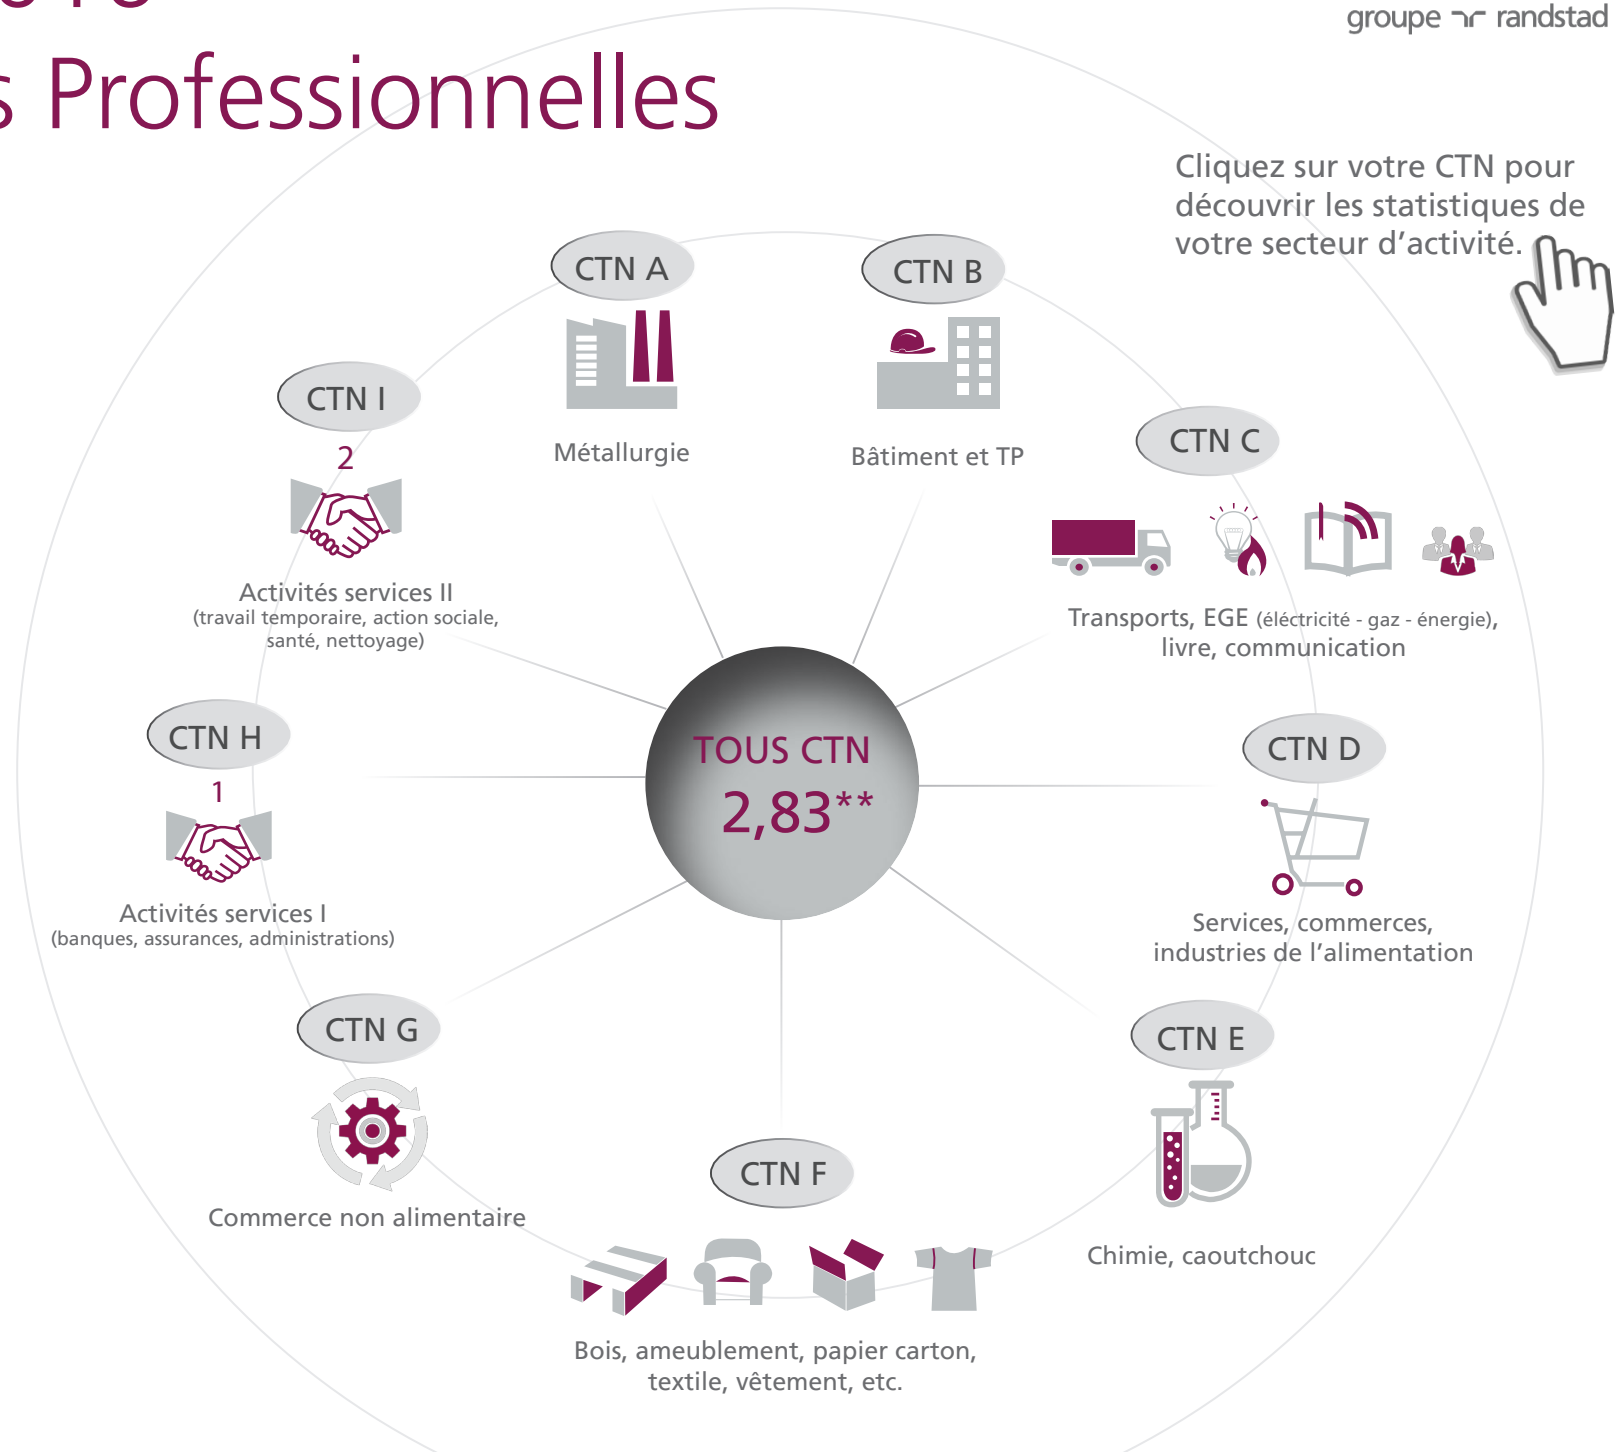 s Professionnelles
groupe randstad
Cliquez sur votre CTN pour
découvrir les statistiques de
votre secteur d'activité.
CTN A
Métallurgie
CTN B
Bâtiment et TP
CTN C
Transports, EGE (éléctricité - gaz - énergie),
livre, communication
CTN D
Services, commerces,
industries de l'alimentation
CTN E
Chimie, caoutchouc
CTN F
Bois, ameublement, papier carton,
textile, vêtement, etc.
CTN G
Commerce non alimentaire
CTN H
1
Activités services I
(banques, assurances, administrations)
CTN I
2
Activités services II
(travail temporaire, action sociale,
santé, nettoyage)
TOUS CTN
2,83**